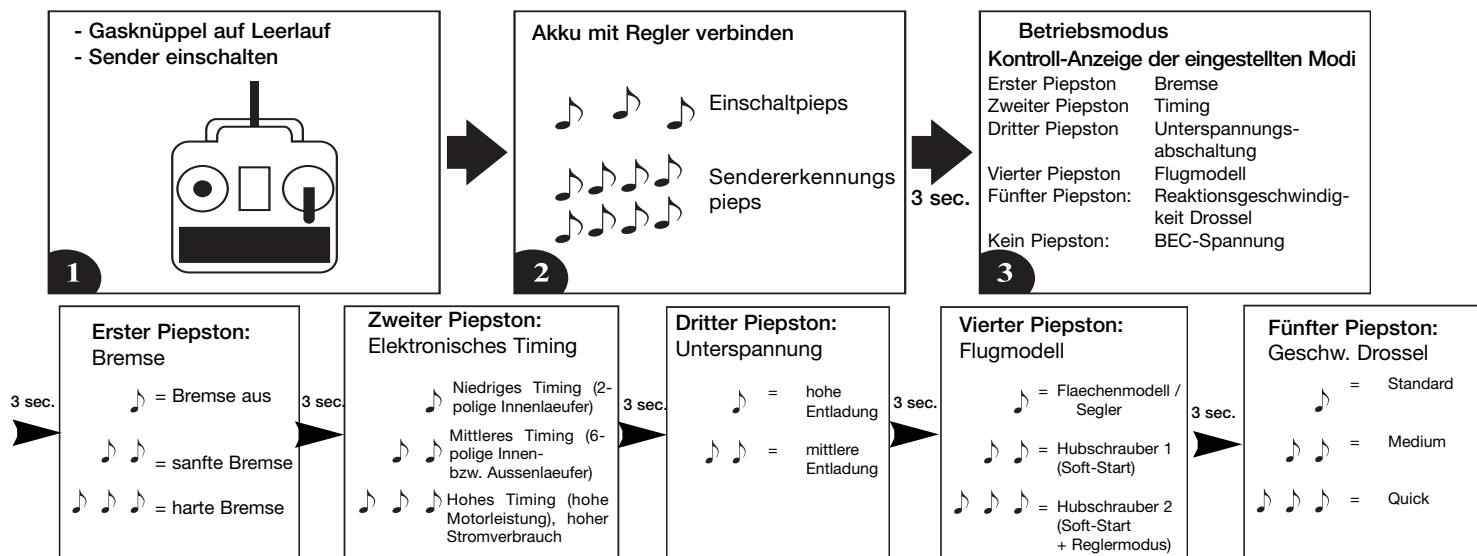 - Gasknüppel auf Leerlauf
- Sender einschalten
1
Akku mit Regler verbinden
Einschaltpieps
Sendererkennungs
pieps
2
3 sec.
Betriebsmodus
Kontroll-Anzeige der eingestellten Modi
Erster Piepston Bremse
Zweiter Piepston Timing
Dritter Piepston Unterspannungs-
abschaltung
Vierter Piepston Flugmodell
Fünfter Piepston: Reaktionsgeschwindig-
keit Drossel
Kein Piepston: BEC-Spannung
3
3 sec.
Erster Piepston:
Bremse
= Bremse aus
= sanfte Bremse
= harte Bremse
3 sec.
Zweiter Piepston:
Elektronisches Timing
Niedriges Timing (2-
polige Innenlaeufer)
Mittleres Timing (6-
polige Innen-
bzw. Aussenlaeufer)
Hohes Timing (hohe
Motorleistung), hoher
Stromverbrauch
3 sec.
Dritter Piepston:
Unterspannung
= hohe
Entladung
= mittlere
Entladung
3 sec.
Vierter Piepston:
Flugmodell
= Flaechenmodell /
Segler
= Hubschrauber 1
(Soft-Start)
= Hubschrauber 2
(Soft-Start
+ Reglermodus)
3 sec.
Fünfter Piepston:
Geschw. Drossel
= Standard
= Medium
= Quick